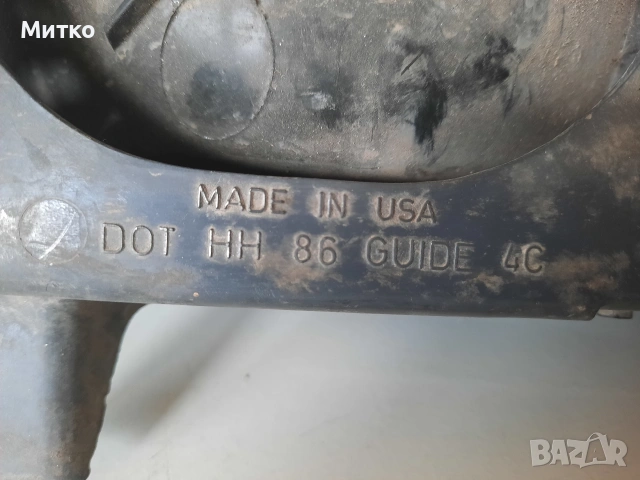 Митко
MADE IN USA
DOT HH 86 GUIDE 4C
BAZAR